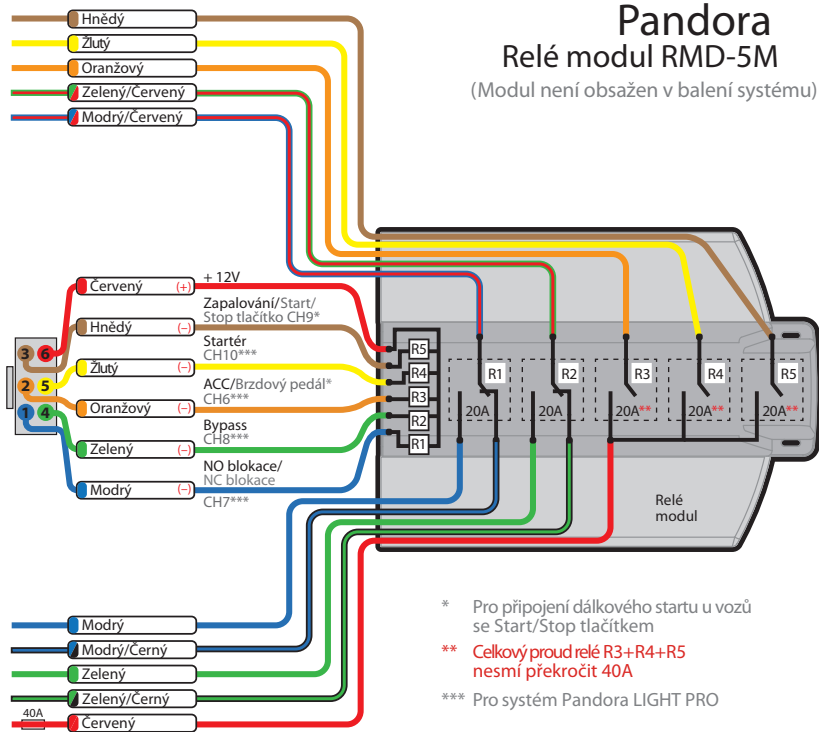 Pandora
Relé modul RMD-5M
(Modul není obsažen v balení systému)
Hnědý
Žlutý
Oranžový
Zelený/Červený
Modrý/Červený
Červený (+)
+ 12V
Hnědý (–)
Zapalování/Start/
Stop tlačítko CH9*
Žlutý (–)
Startér
CH10***
Oranžový (–)
ACC/Brzdový pedál*
CH6***
Zelený (–)
Bypass
CH8***
Modrý (–)
NO blokace/
NC blokace
CH7***
3 6
2 5
1 4
R5
R4
R3
R2
R1
R1 R2 R3 R4 R5
20A 20A 20A** 20A** 20A**
Relé
modul
Modrý
Modrý/Černý
Zelený
Zelený/Černý
40A
Červený
* Pro připojení dálkového startu u vozů
se Start/Stop tlačítkem
** Celkový proud relé R3+R4+R5
nesmí překročit 40A
*** Pro systém Pandora LIGHT PRO